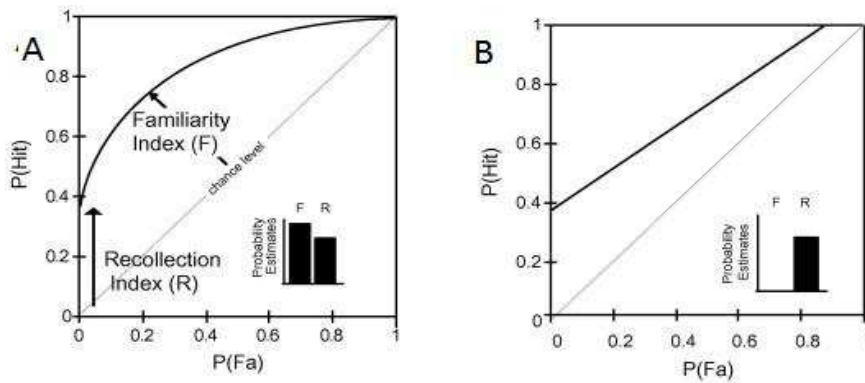 A
P(Hit)
1
0.8
0.6
0.4
0.2
0
Familiarity
Index (F)
chance level
Recollection
Index (R)
F R
Probability
Estimates
0 0.2 0.4 0.6 0.8 1
P(Fa)
B
P(Hit)
1
0.8
0.6
0.4
0.2
0
F R
Probability
Estimates
0 0.2 0.4 0.6 0.8 1
P(Fa)